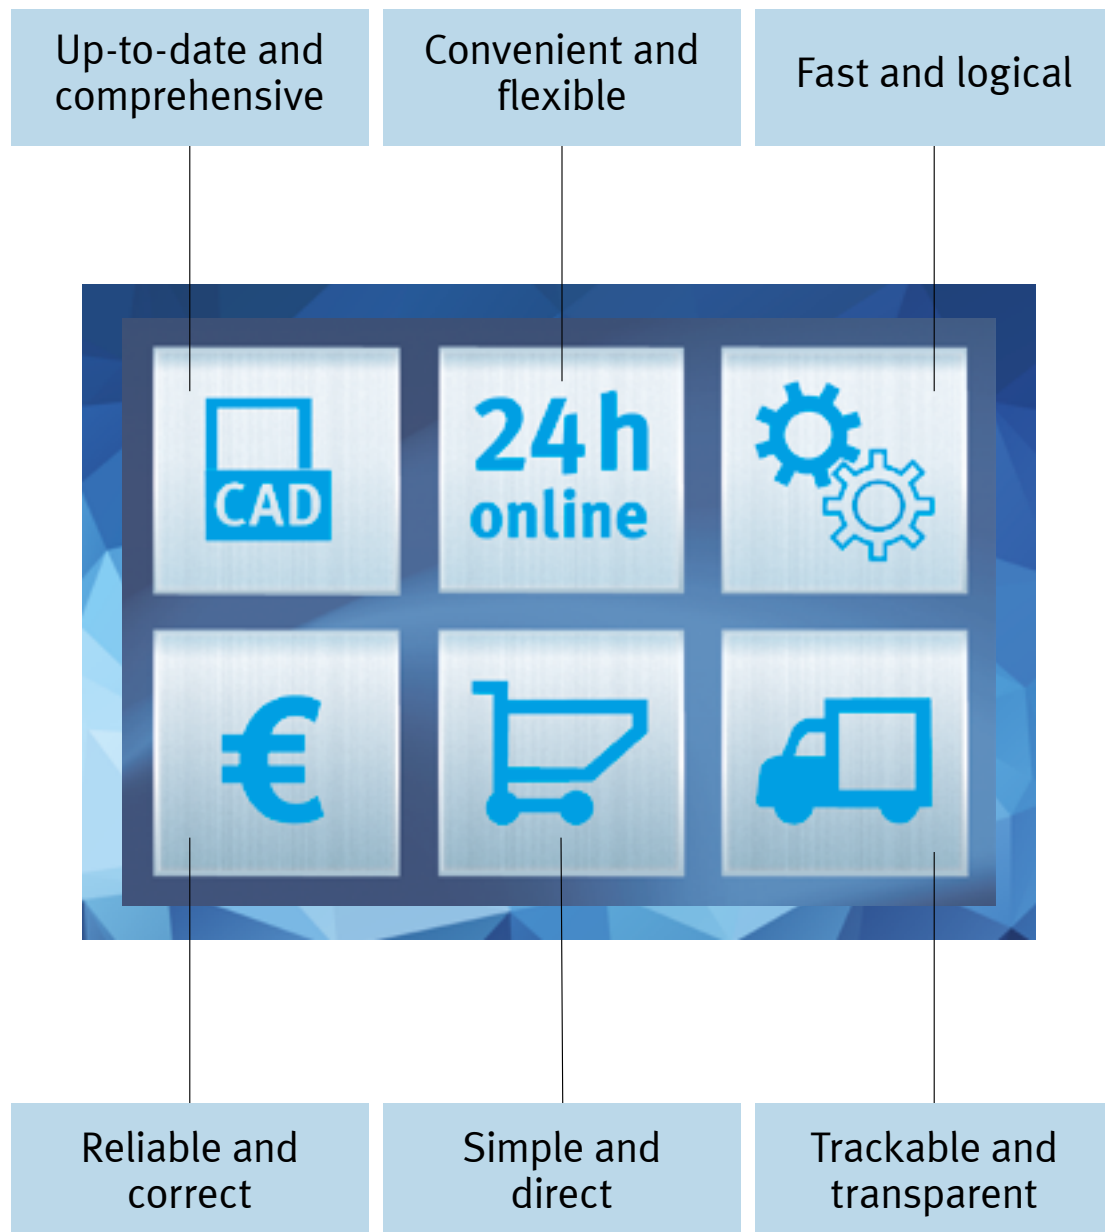 Up-to-date and
comprehensive
Convenient and
flexible
Fast and logical
CAD
24h
online
€
Reliable and
correct
Simple and
direct
Trackable and
transparent